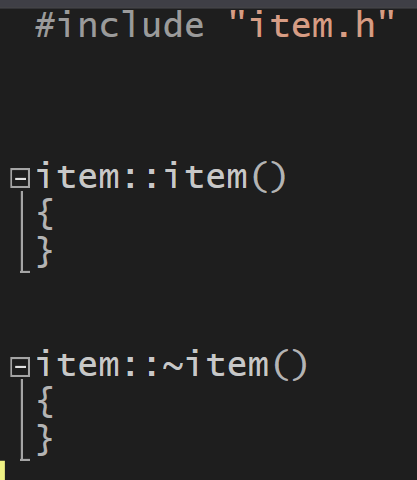 #include "item.h"
item::item()
{
}
item::~item()
{
}